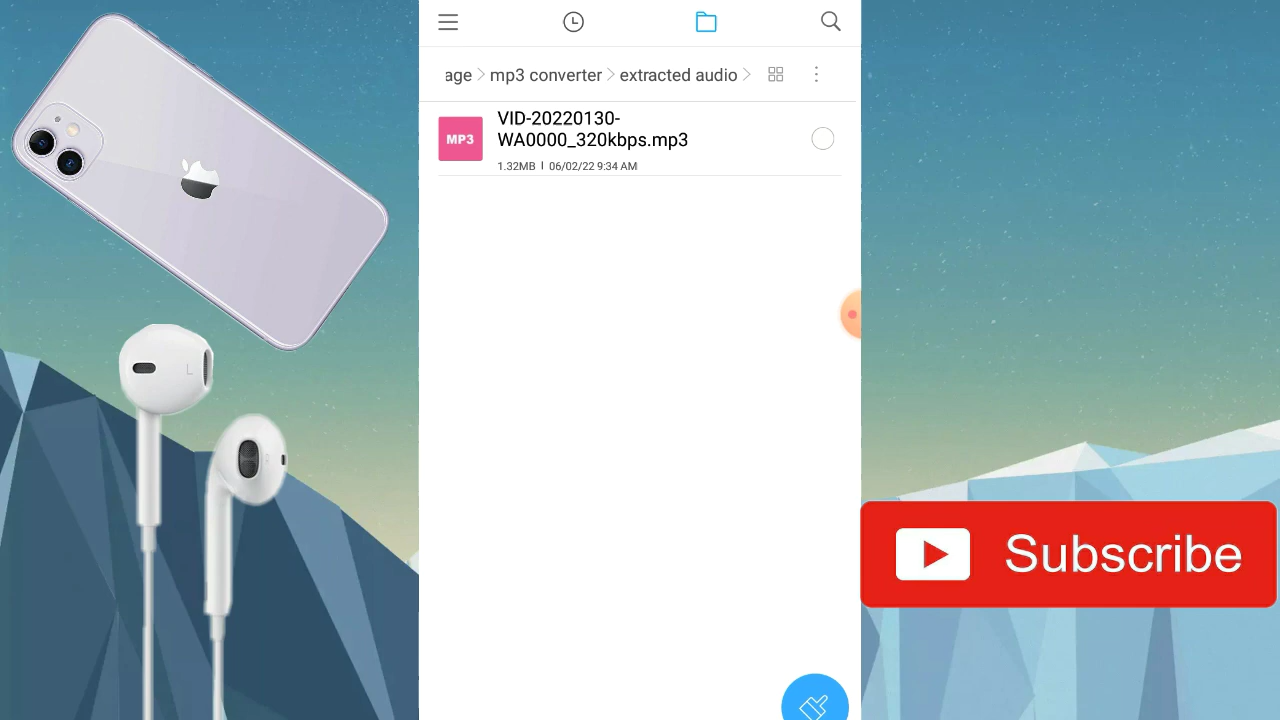 age > mp3 converter > extracted audio >
VID-20220130-
WA0000_320kbps.mp3
MP3
1.32MB | 06/02/22 9:34 AM
L
Subscribe